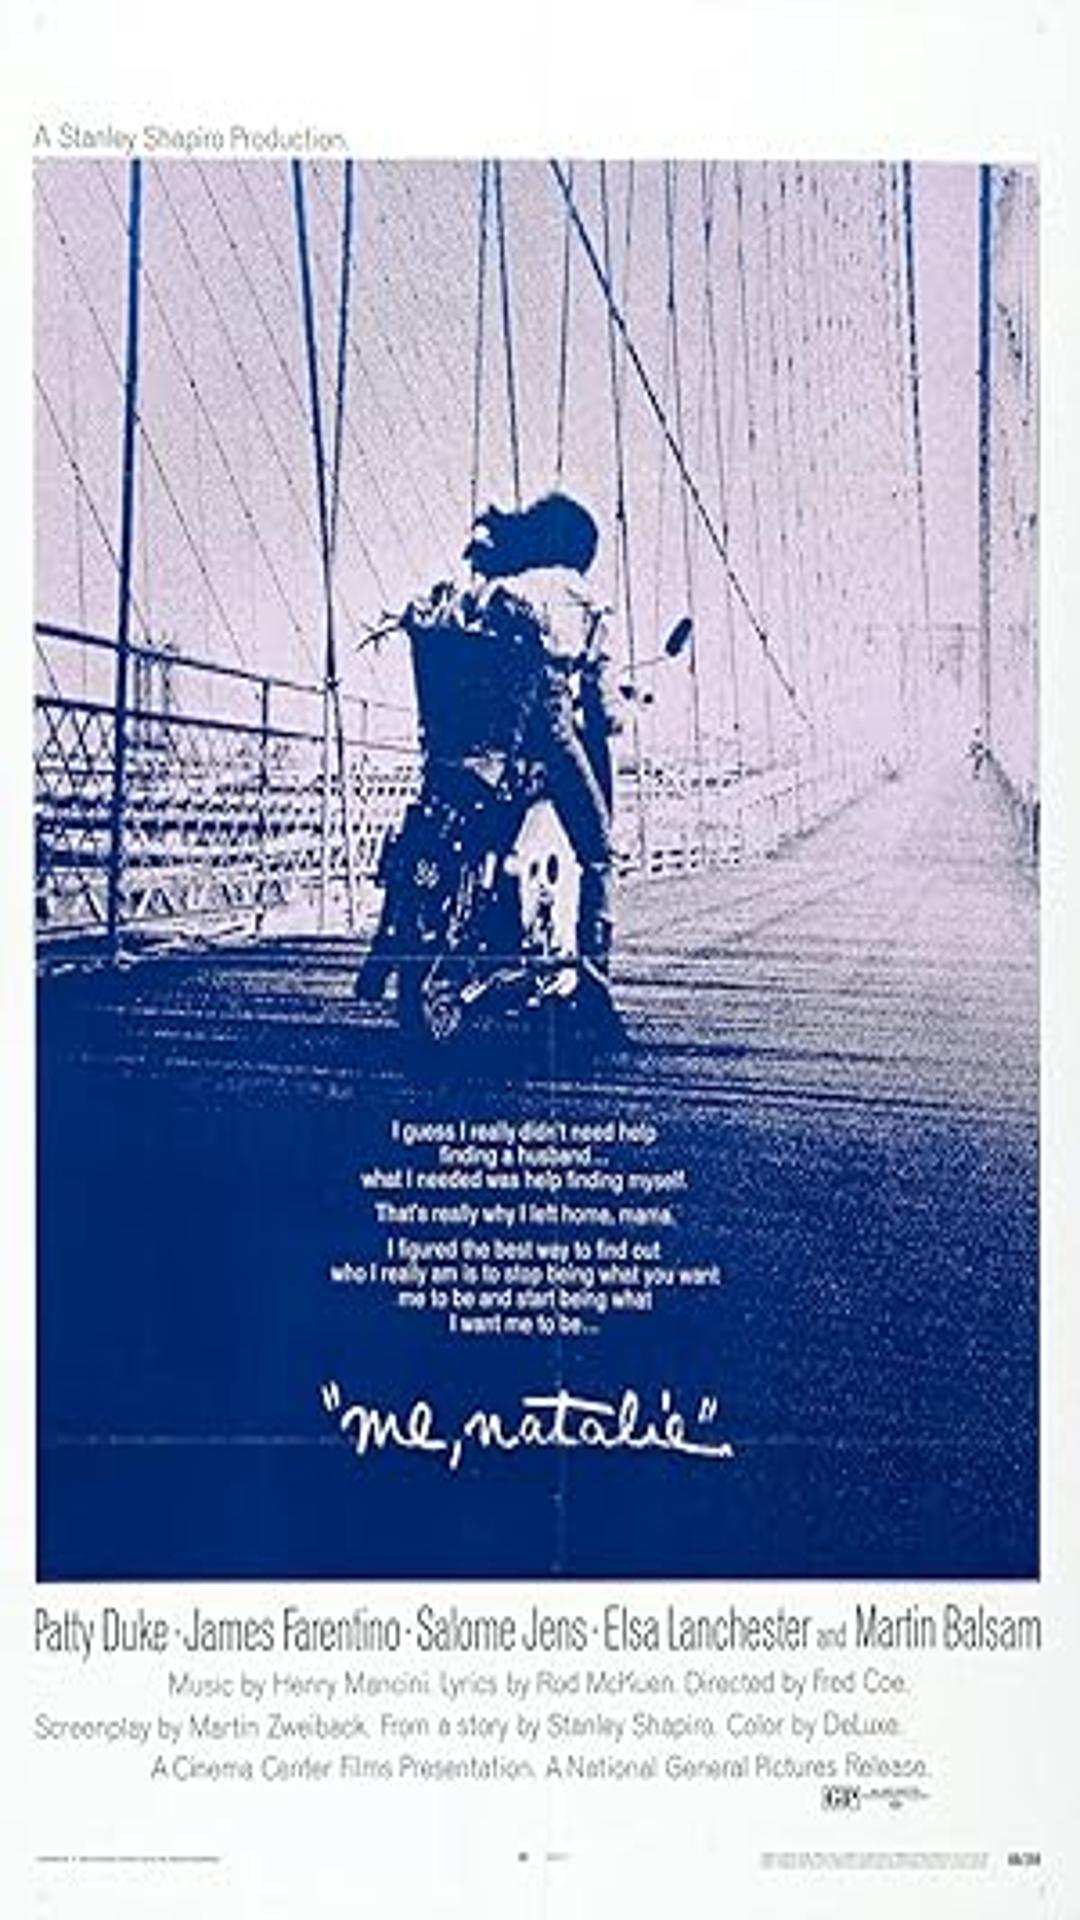 A Stanley Shapiro Production.
I guess I really didn't need help
finding a husband...
what I needed was help finding myself.
That's really why I left home, mama.
I figured the best way to find out
who I really am is to stop being what you want
me to be and start being what
I want me to be...
"me, natalie"
Patty Duke · James Farentino · Salome Jens · Elsa Lanchester and Martin Balsam
Music by Henry Mancini. Lyrics by Rod McKuen. Directed by Fred Coe.
Screenplay by Martin Zweiback. From a story by Stanley Shapiro. Color by DeLuxe.
A Cinema Center Films Presentation. A National General Pictures Release.